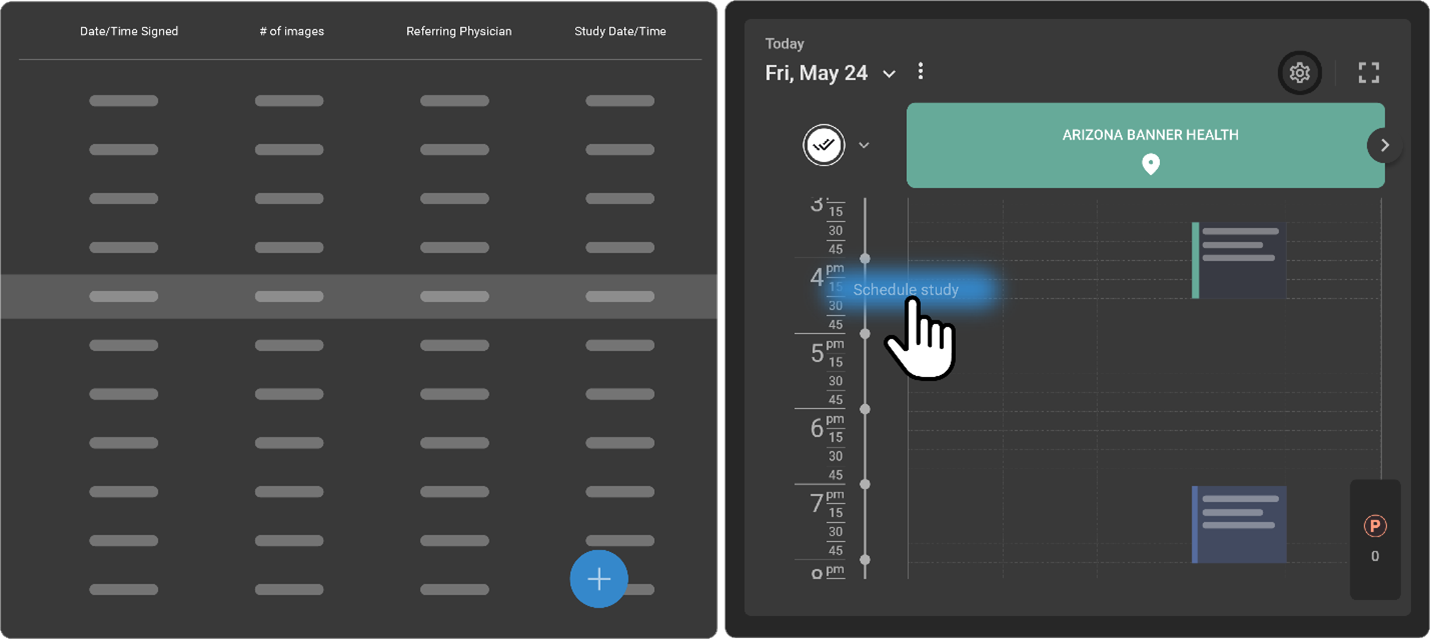 Date/Time Signed # of images Referring Physician Study Date/Time
Today
Fri, May 24
ARIZONA BANNER HEALTH
3
15
30
45
4 pm
15
Schedule study
30
45
5 pm
15
30
45
6 pm
15
30
45
7 pm
15
30
45
8 pm
P
0